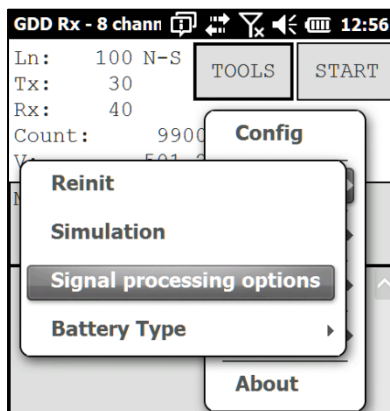 GDD Rx - 8 chann 12:56
Ln: 100 N-S
Tx: 30
Rx: 40
Count: 9900
TOOLS
START
Config
Reinit
Simulation
Signal processing options
Battery Type
About